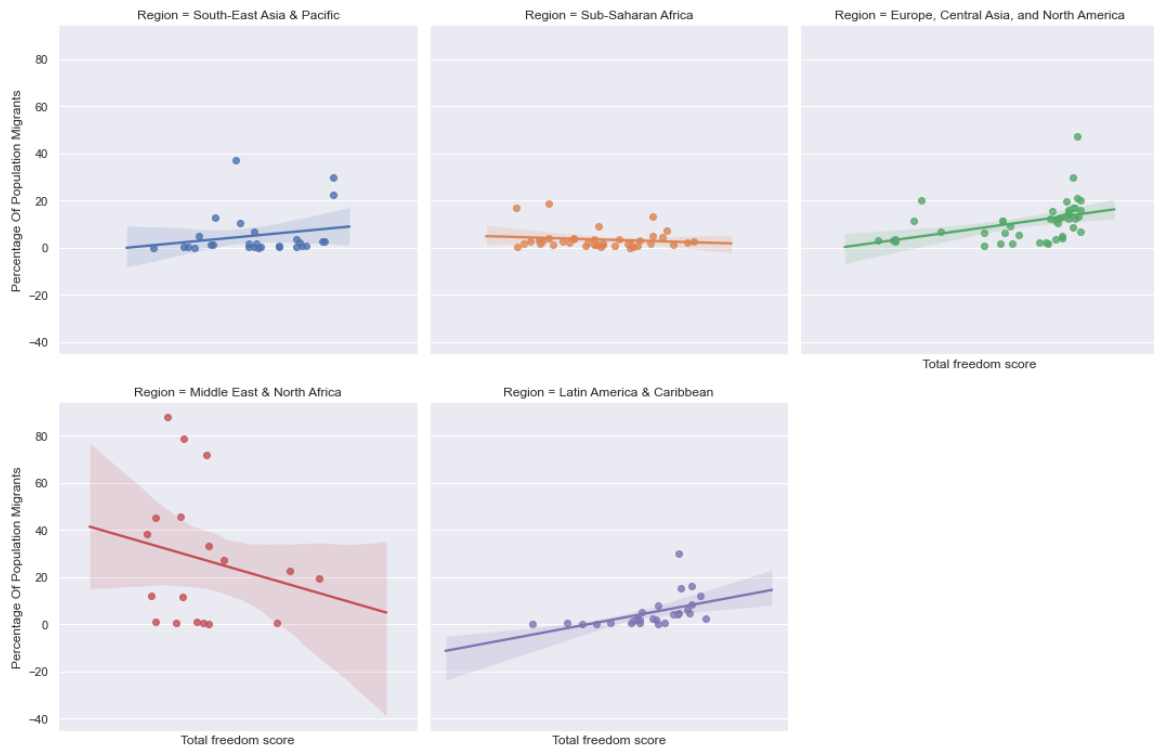 Region = South-East Asia & Pacific
Region = Sub-Saharan Africa
Region = Europe, Central Asia, and North America
Percentage Of Population Migrants
80
60
40
20
0
−20
−40
Total freedom score
Region = Middle East & North Africa
Region = Latin America & Caribbean
Percentage Of Population Migrants
80
60
40
20
0
−20
−40
Total freedom score
Total freedom score